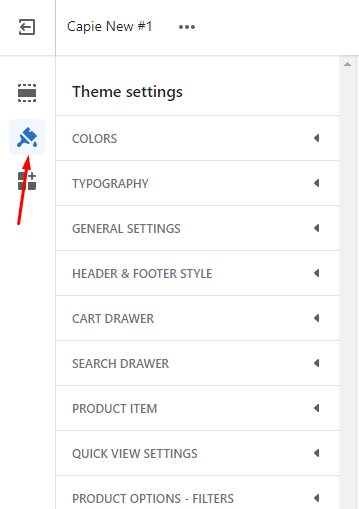 Capie New #1
Theme settings
COLORS
TYPOGRAPHY
GENERAL SETTINGS
HEADER & FOOTER STYLE
CART DRAWER
SEARCH DRAWER
PRODUCT ITEM
QUICK VIEW SETTINGS
PRODUCT OPTIONS - FILTERS